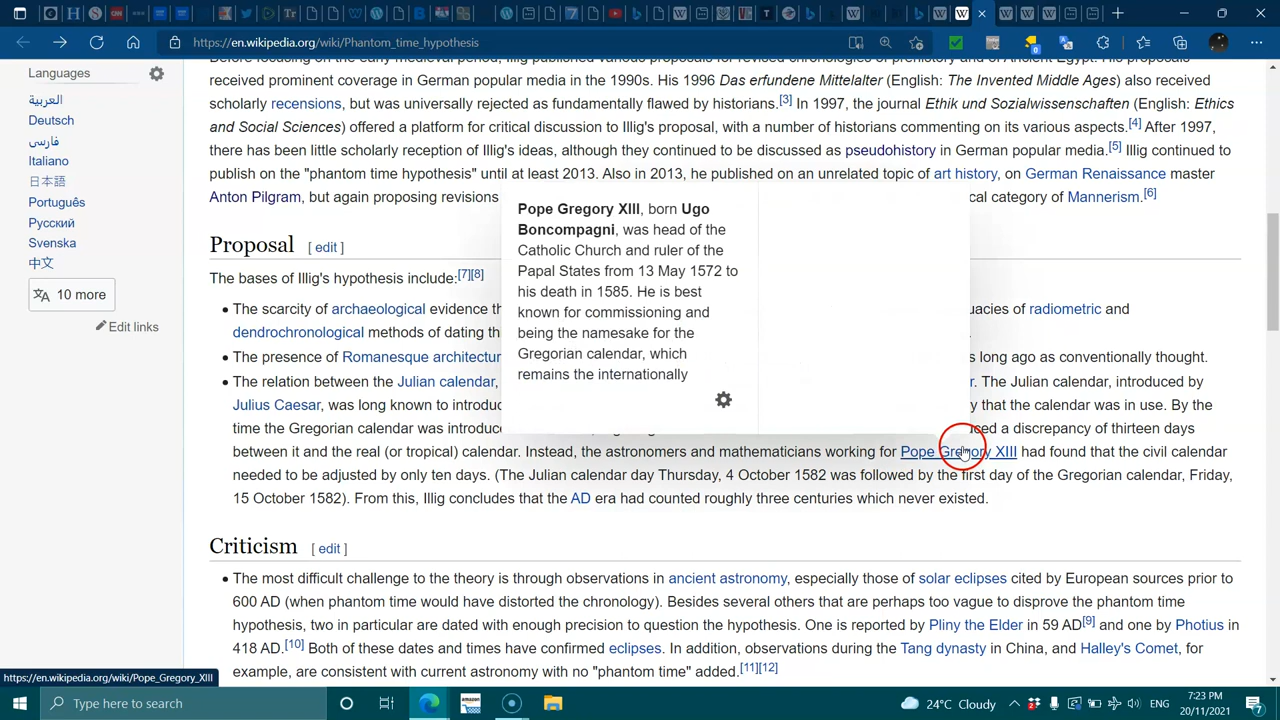 https://en.wikipedia.org/wiki/Phantom_time_hypothesis
Languages
العربية
Deutsch
فارسی
Italiano
日本語
Português
Русский
Svenska
中文
10 more
Edit links
received prominent coverage in German popular media in the 1990s. His 1996 Das erfundene Mittelalter (English: The Invented Middle Ages) also received
scholarly recensions, but was universally rejected as fundamentally flawed by historians.[3] In 1997, the journal Ethik und Sozialwissenschaften (English: Ethics
and Social Sciences) offered a platform for critical discussion to Illig's proposal, with a number of historians commenting on its various aspects.[4] After 1997,
there has been little scholarly reception of Illig's ideas, although they continued to be discussed as pseudohistory in German popular media.[5] Illig continued to
publish on the "phantom time hypothesis" until at least 2013. Also in 2013, he published on an unrelated topic of art history, on German Renaissance master
Anton Pilgram, but again proposing revisions
cal category of Mannerism.[6]
Pope Gregory XIII, born Ugo
Boncompagni, was head of the
Catholic Church and ruler of the
Papal States from 13 May 1572 to
his death in 1585. He is best
known for commissioning and
being the namesake for the
Gregorian calendar, which
remains the internationally
Proposal [ edit ]
The bases of Illig's hypothesis include:[7][8]
The scarcity of archaeological evidence th
uacies of radiometric and
dendrochronological methods of dating th
The presence of Romanesque architectur
s long ago as conventionally thought.
The relation between the Julian calendar,
r. The Julian calendar, introduced by
Julius Caesar, was long known to introduc
y that the calendar was in use. By the
time the Gregorian calendar was introduc
ced a discrepancy of thirteen days
between it and the real (or tropical) calendar. Instead, the astronomers and mathematicians working for Pope Gregory XIII had found that the civil calendar
needed to be adjusted by only ten days. (The Julian calendar day Thursday, 4 October 1582 was followed by the first day of the Gregorian calendar, Friday,
15 October 1582). From this, Illig concludes that the AD era had counted roughly three centuries which never existed.
Criticism [ edit ]
The most difficult challenge to the theory is through observations in ancient astronomy, especially those of solar eclipses cited by European sources prior to
600 AD (when phantom time would have distorted the chronology). Besides several others that are perhaps too vague to disprove the phantom time
hypothesis, two in particular are dated with enough precision to question the hypothesis. One is reported by Pliny the Elder in 59 AD[9] and one by Photius in
418 AD.[10] Both of these dates and times have confirmed eclipses. In addition, observations during the Tang dynasty in China, and Halley's Comet, for
example, are consistent with current astronomy with no "phantom time" added.[11][12]
https://en.wikipedia.org/wiki/Pope_Gregory_XIII
Type here to search
24°C Cloudy
ENG
7:23 PM
20/11/2021